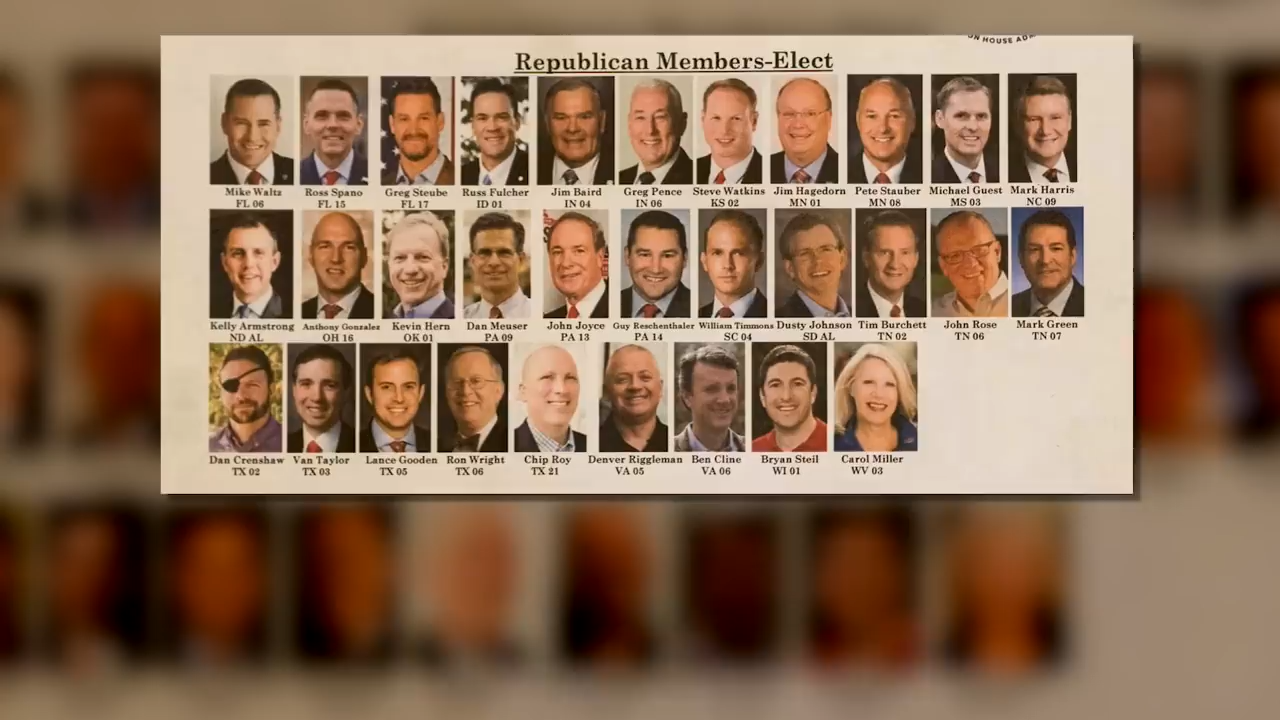 ON HOUSE ADM
Republican Members-Elect
Mike Waltz Ross Spano Greg Steube Russ Fulcher Jim Baird Greg Pence Steve Watkins Jim Hagedorn Pete Stauber Michael Guest Mark Harris
FL 06 FL 15 FL 17 ID 01 IN 04 IN 06 KS 02 MN 01 MN 08 MS 03 NC 09
Kelly Armstrong Anthony Gonzalez Kevin Hern Dan Meuser John Joyce Guy Reschenthaler William Timmons Dusty Johnson Tim Burchett John Rose Mark Green
ND AL OH 16 OK 01 PA 09 PA 13 PA 14 SC 04 SD AL TN 02 TN 06 TN 07
Dan Crenshaw Van Taylor Lance Gooden Ron Wright Chip Roy Denver Riggleman Ben Cline Bryan Steil Carol Miller
TX 02 TX 03 TX 05 TX 06 TX 21 VA 05 VA 06 WI 01 WV 03